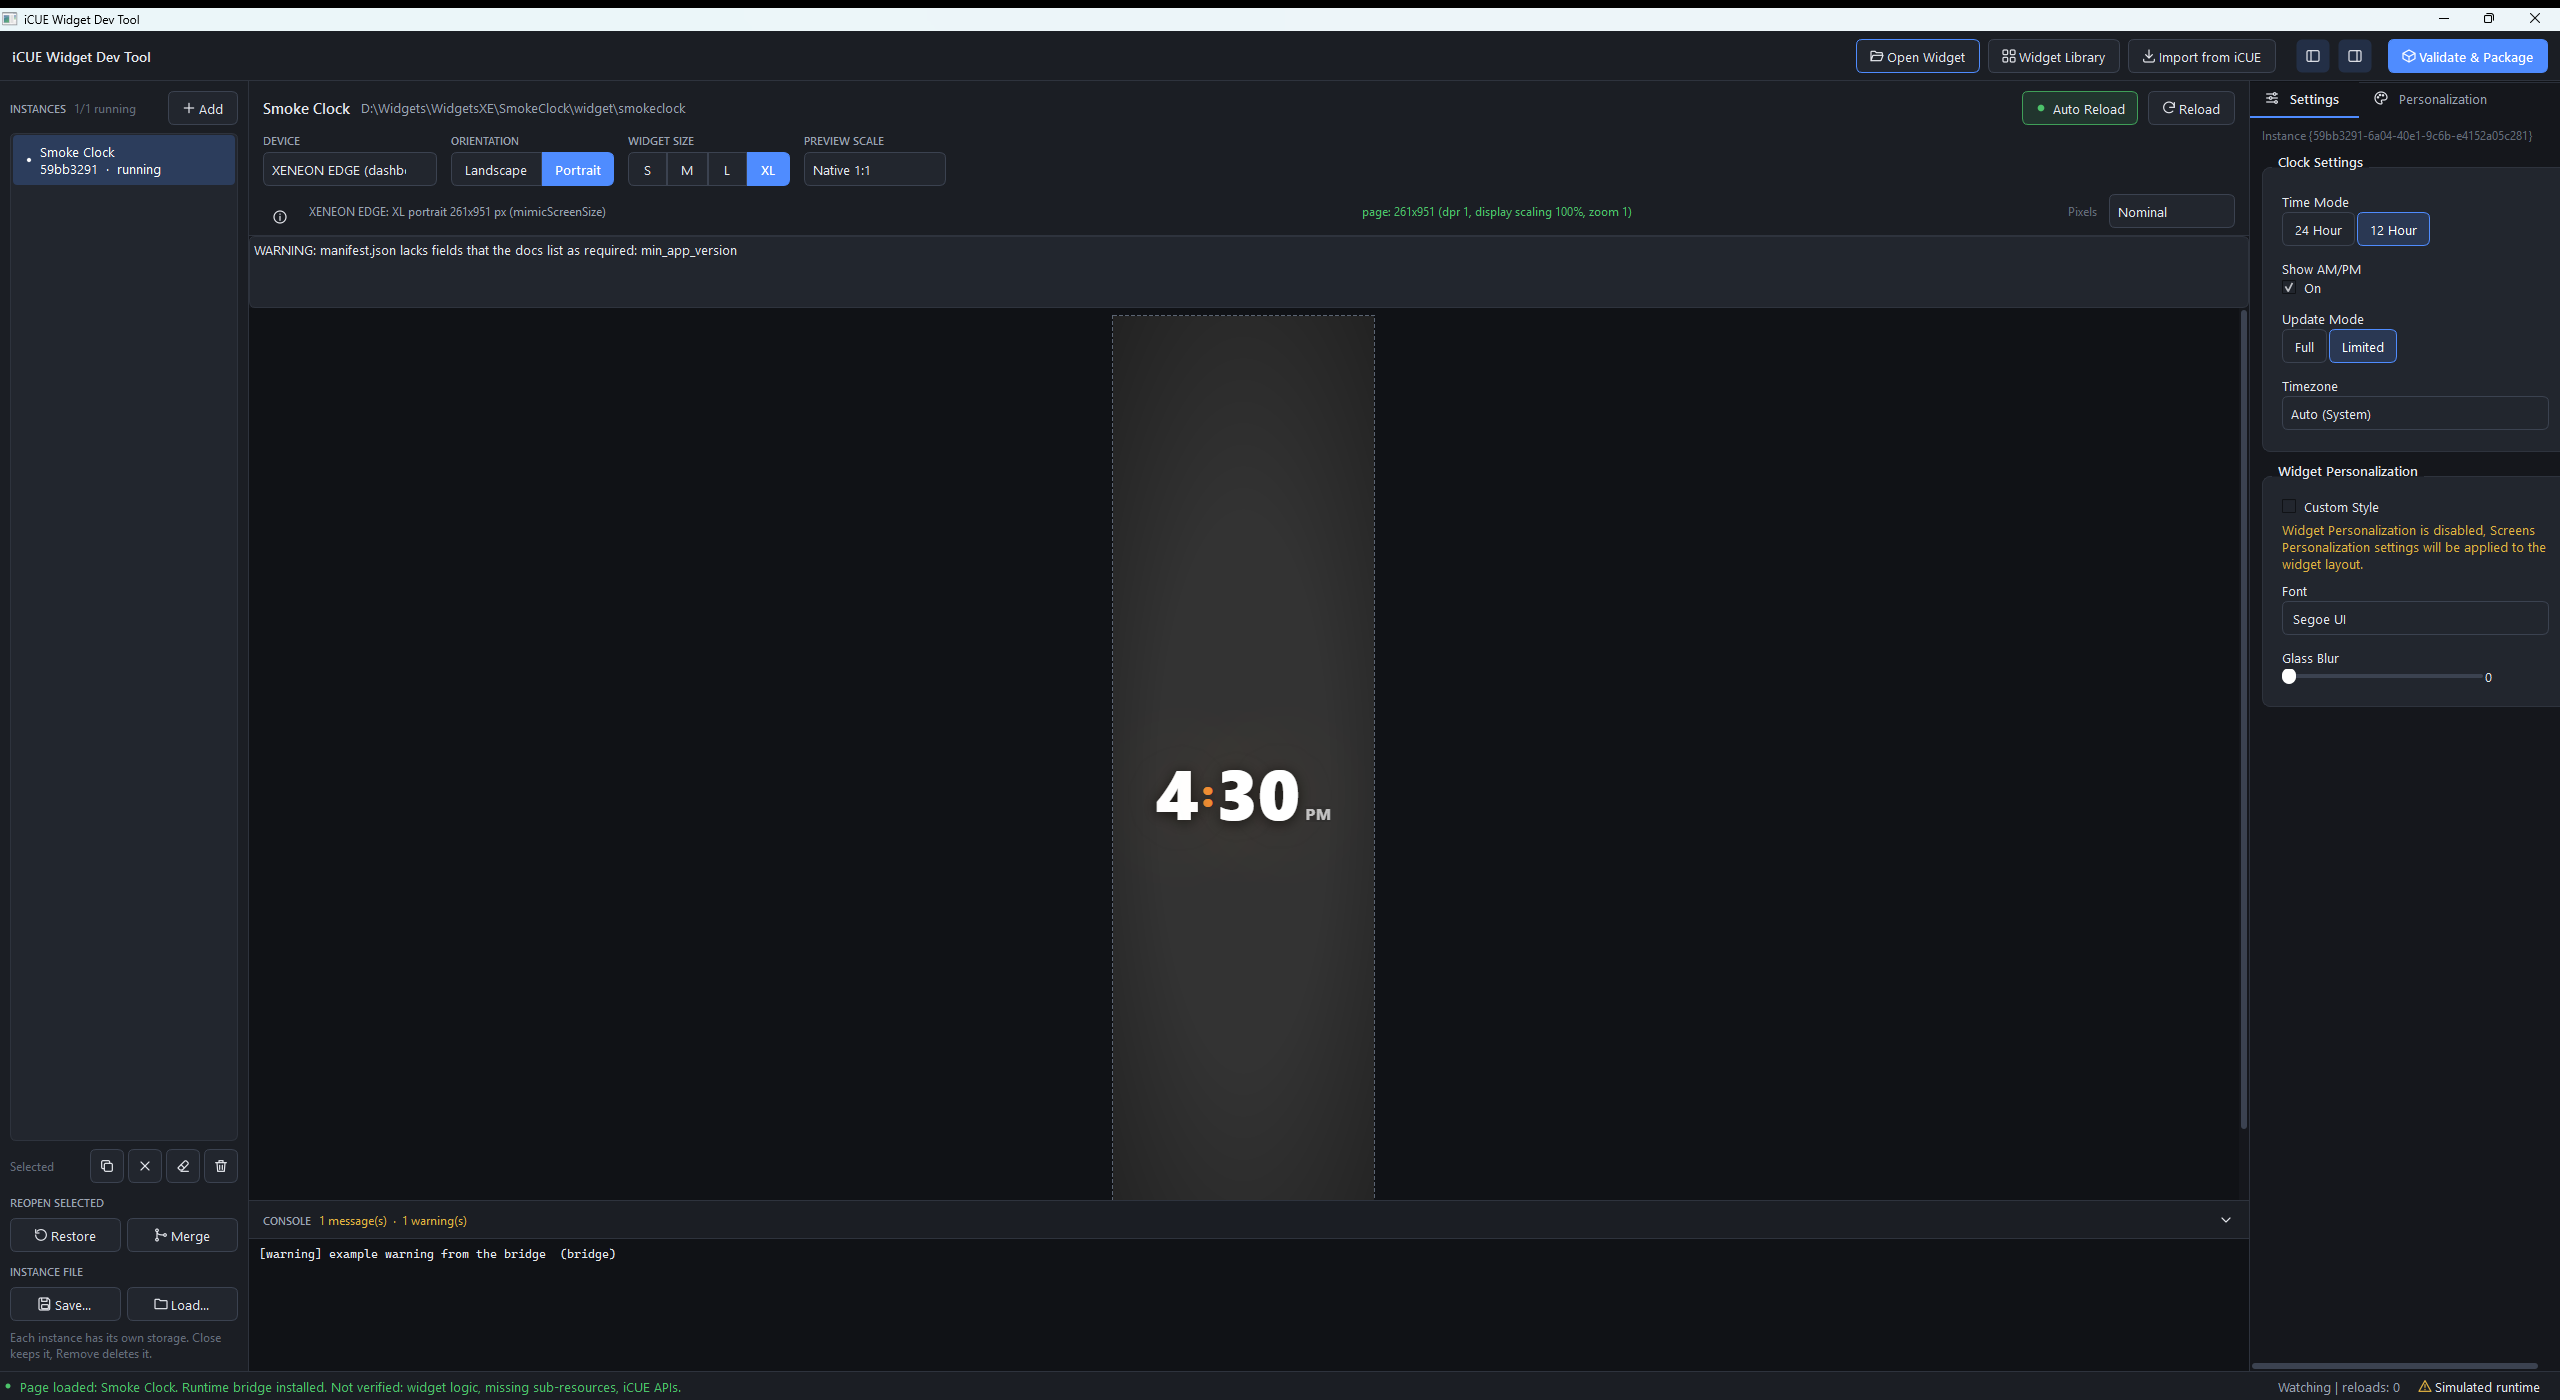 iCUE Widget Dev Tool
iCUE Widget Dev Tool
Open Widget
Widget Library
Import from iCUE
Validate & Package
INSTANCES 1/1 running
Add
Smoke Clock
59bb3291 · running
Smoke Clock D:\Widgets\WidgetsXE\SmokeClock\widget\smokeclock
Auto Reload
Reload
DEVICE
ORIENTATION
WIDGET SIZE
PREVIEW SCALE
XENEON EDGE (dashb
Landscape
Portrait
S
M
L
XL
Native 1:1
XENEON EDGE: XL portrait 261x951 px (mimicScreenSize)
page: 261x951 (dpr 1, display scaling 100%, zoom 1)
Pixels
Nominal
WARNING: manifest.json lacks fields that the docs list as required: min_app_version
4:30 PM
Selected
REOPEN SELECTED
Restore
Merge
INSTANCE FILE
Save...
Load...
Each instance has its own storage. Close
keeps it, Remove deletes it.
CONSOLE 1 message(s) · 1 warning(s)
[warning] example warning from the bridge (bridge)
Settings
Personalization
Instance {59bb3291-6a04-40e1-9c6b-e4152a05c281}
Clock Settings
Time Mode
24 Hour
12 Hour
Show AM/PM
On
Update Mode
Full
Limited
Timezone
Auto (System)
Widget Personalization
Custom Style
Widget Personalization is disabled, Screens
Personalization settings will be applied to the
widget layout.
Font
Segoe UI
Glass Blur
0
Page loaded: Smoke Clock. Runtime bridge installed. Not verified: widget logic, missing sub-resources, iCUE APIs.
Watching | reloads: 0
Simulated runtime